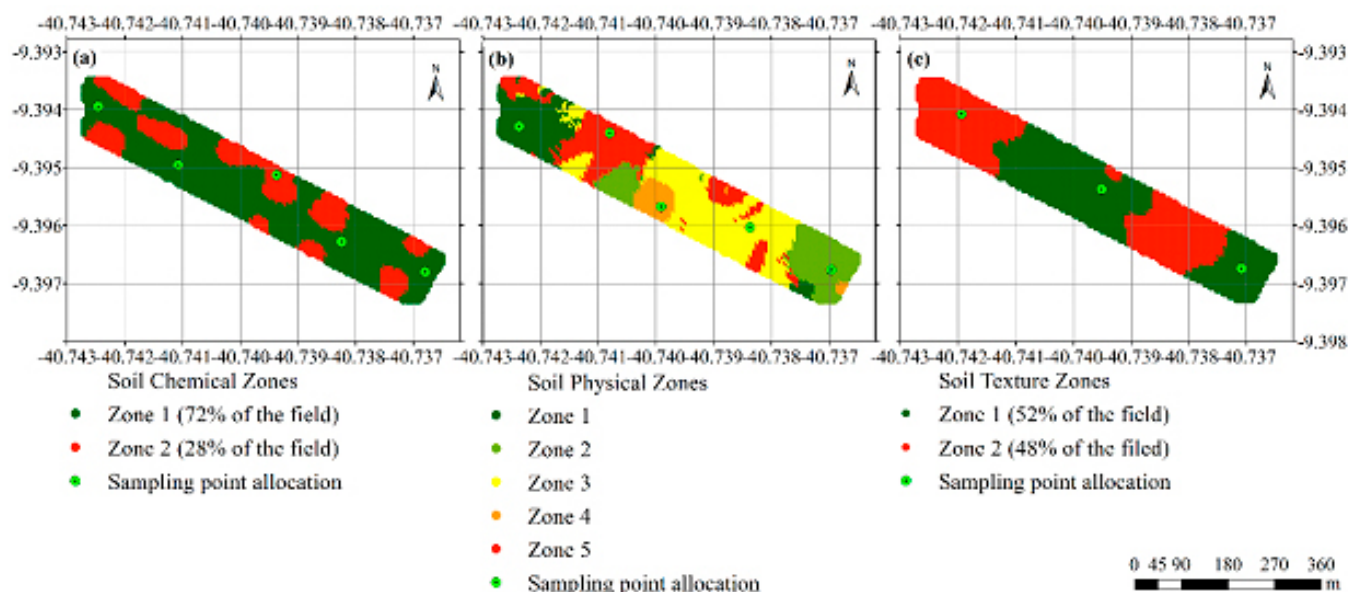 -40.743 -40.742 -40.741 -40.740 -40.739 -40.738 -40.737
-40.743 -40.742 -40.741 -40.740 -40.739 -40.738 -40.737
-40.743 -40.742 -40.741 -40.740 -40.739 -40.738 -40.737
-9.393
-9.394
-9.395
-9.396
-9.397
(a)
N
(b)
N
(c)
N
-9.393
-9.394
-9.395
-9.396
-9.397
-9.398
-40.743 -40.742 -40.741 -40.740 -40.739 -40.738 -40.737
-40.743 -40.742 -40.741 -40.740 -40.739 -40.738 -40.737
-40.743 -40.742 -40.741 -40.740 -40.739 -40.738 -40.737
Soil Chemical Zones
Zone 1 (72% of the field)
Zone 2 (28% of the field)
Sampling point allocation
Soil Physical Zones
Zone 1
Zone 2
Zone 3
Zone 4
Zone 5
Sampling point allocation
Soil Texture Zones
Zone 1 (52% of the field)
Zone 2 (48% of the filed)
Sampling point allocation
0 45 90 180 270 360
m